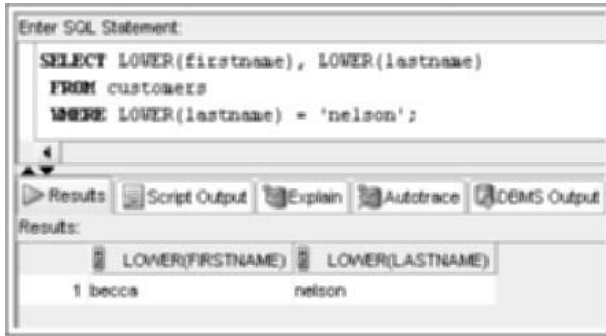 Enter SQL Statement:
SELECT LOWER(firstname), LOWER(lastname)
FROM customers
WHERE LOWER(lastname) = 'nelson';
Results Script Output Explain Autotrace DBMS Output
Results:
LOWER(FIRSTNAME) LOWER(LASTNAME)
1 becca nelson